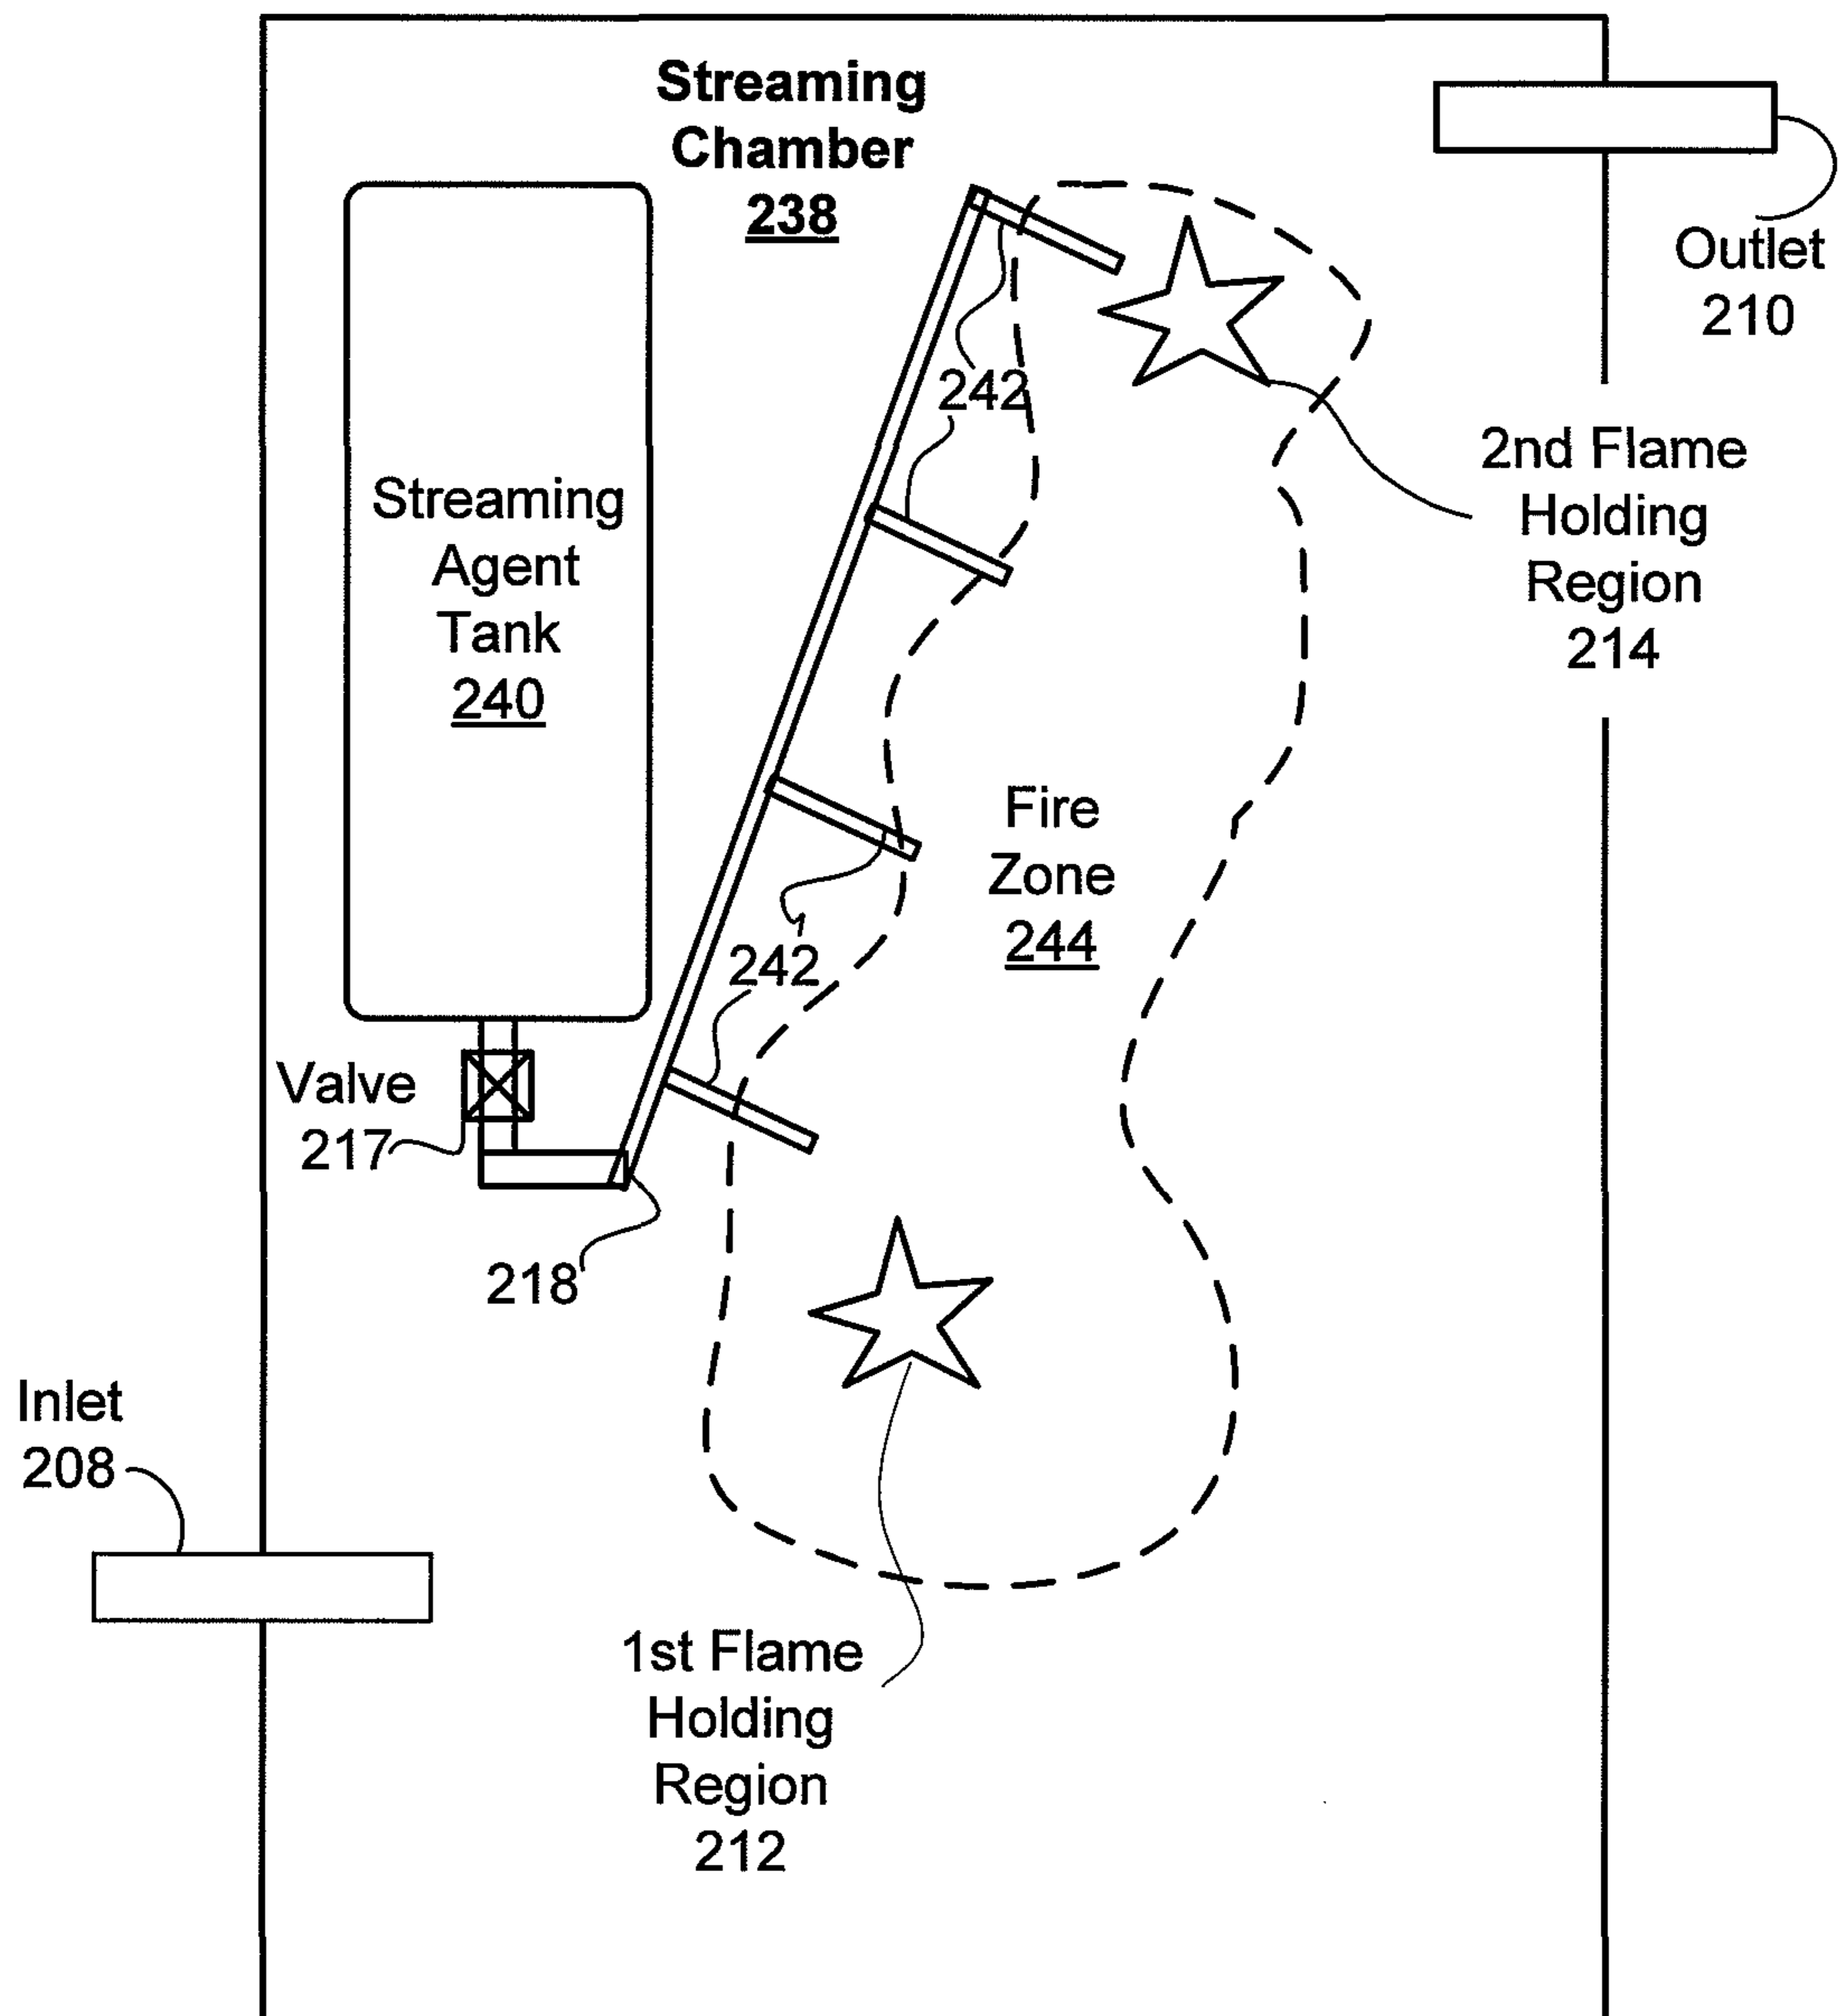 Streaming
Chamber
238
Outlet
210
242
2nd Flame
Holding
Region
214
Streaming
Agent
Tank
240
Fire
Zone
244
242
Valve
217
218
Inlet
208
1st Flame
Holding
Region
212